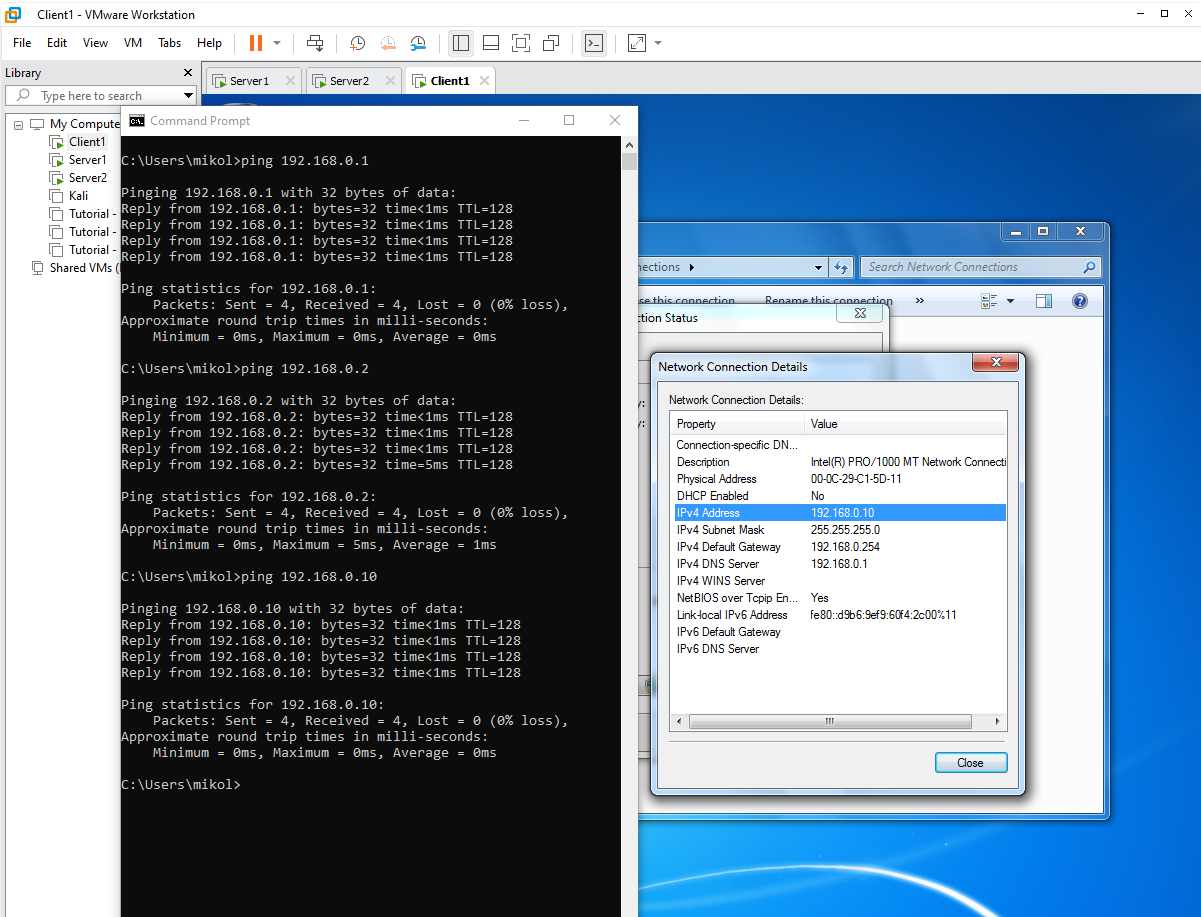 Client1 - VMware Workstation
File Edit View VM Tabs Help
Library
Type here to search
Server1
Server2
Client1
My Compute
Client1
Server1
Server2
Kali
Tutorial -
Tutorial -
Tutorial -
Shared VMs (
Command Prompt
C:\Users\mikol>ping 192.168.0.1
Pinging 192.168.0.1 with 32 bytes of data:
Reply from 192.168.0.1: bytes=32 time<1ms TTL=128
Reply from 192.168.0.1: bytes=32 time<1ms TTL=128
Reply from 192.168.0.1: bytes=32 time<1ms TTL=128
Reply from 192.168.0.1: bytes=32 time<1ms TTL=128
Ping statistics for 192.168.0.1:
Packets: Sent = 4, Received = 4, Lost = 0 (0% loss),
Approximate round trip times in milli-seconds:
Minimum = 0ms, Maximum = 0ms, Average = 0ms
C:\Users\mikol>ping 192.168.0.2
Pinging 192.168.0.2 with 32 bytes of data:
Reply from 192.168.0.2: bytes=32 time<1ms TTL=128
Reply from 192.168.0.2: bytes=32 time<1ms TTL=128
Reply from 192.168.0.2: bytes=32 time<1ms TTL=128
Reply from 192.168.0.2: bytes=32 time=5ms TTL=128
Ping statistics for 192.168.0.2:
Packets: Sent = 4, Received = 4, Lost = 0 (0% loss),
Approximate round trip times in milli-seconds:
Minimum = 0ms, Maximum = 5ms, Average = 1ms
C:\Users\mikol>ping 192.168.0.10
Pinging 192.168.0.10 with 32 bytes of data:
Reply from 192.168.0.10: bytes=32 time<1ms TTL=128
Reply from 192.168.0.10: bytes=32 time<1ms TTL=128
Reply from 192.168.0.10: bytes=32 time<1ms TTL=128
Reply from 192.168.0.10: bytes=32 time<1ms TTL=128
Ping statistics for 192.168.0.10:
Packets: Sent = 4, Received = 4, Lost = 0 (0% loss),
Approximate round trip times in milli-seconds:
Minimum = 0ms, Maximum = 0ms, Average = 0ms
C:\Users\mikol>
nections
Search Network Connections
se this connection Rename this connection »
ction Status
y:
y:
Network Connection Details
Network Connection Details:
Property Value
Connection-specific DN...
Description Intel(R) PRO/1000 MT Network Connecti
Physical Address 00-0C-29-C1-5D-11
DHCP Enabled No
IPv4 Address 192.168.0.10
IPv4 Subnet Mask 255.255.255.0
IPv4 Default Gateway 192.168.0.254
IPv4 DNS Server 192.168.0.1
IPv4 WINS Server
NetBIOS over Tcpip En... Yes
Link-local IPv6 Address fe80::d9b6:9ef9:60f4:2c00%11
IPv6 Default Gateway
IPv6 DNS Server
Close